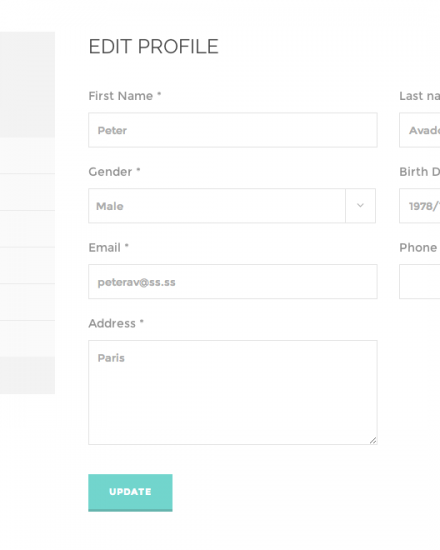 EDIT PROFILE
First Name *
Last na
Peter
Avad
Gender *
Birth D
Male
1978/
Email *
Phone
peterav@ss.ss
Address *
Paris
UPDATE